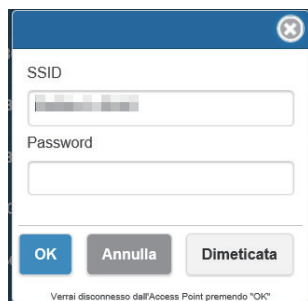 SSID
Password
OK
Annulla
Dimeticata
Verrai disconnesso dall'Access Point premendo "OK"